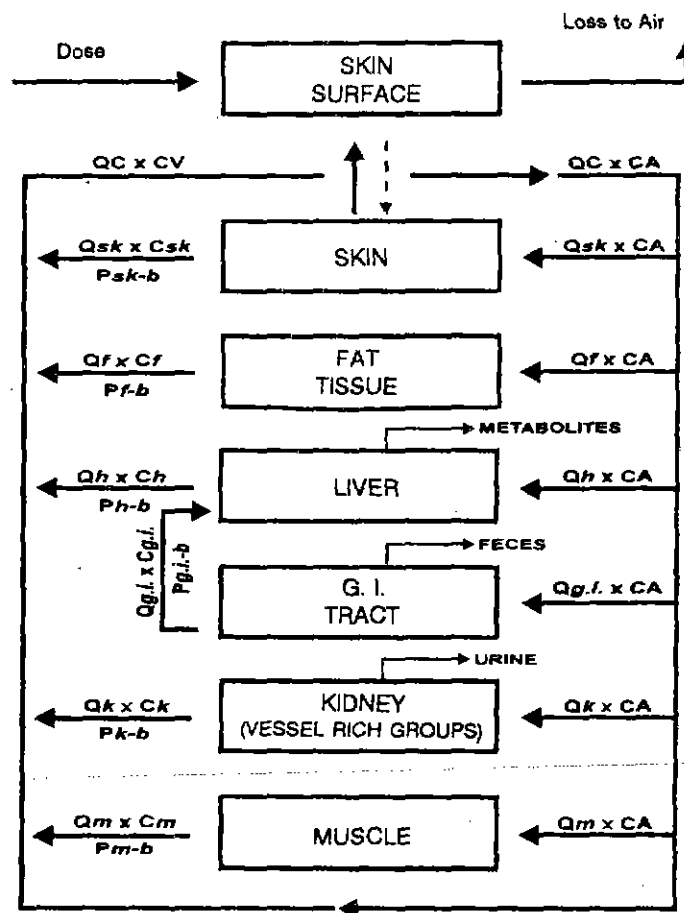 Loss to Air
Dose
SKIN
SURFACE
QC x CV
QC x CA
Qsk x Csk
Psk-b
SKIN
Qsk x CA
Qf x Cf
Pf-b
FAT
TISSUE
Qf x CA
METABOLITES
Qh x Ch
Ph-b
LIVER
Qh x CA
Qg.i. x Cg.i.
Pg.i.-b
FECES
G. I.
TRACT
Qg.i. x CA
URINE
Qk x Ck
Pk-b
KIDNEY
(VESSEL RICH GROUPS)
Qk x CA
Qm x Cm
Pm-b
MUSCLE
Qm x CA